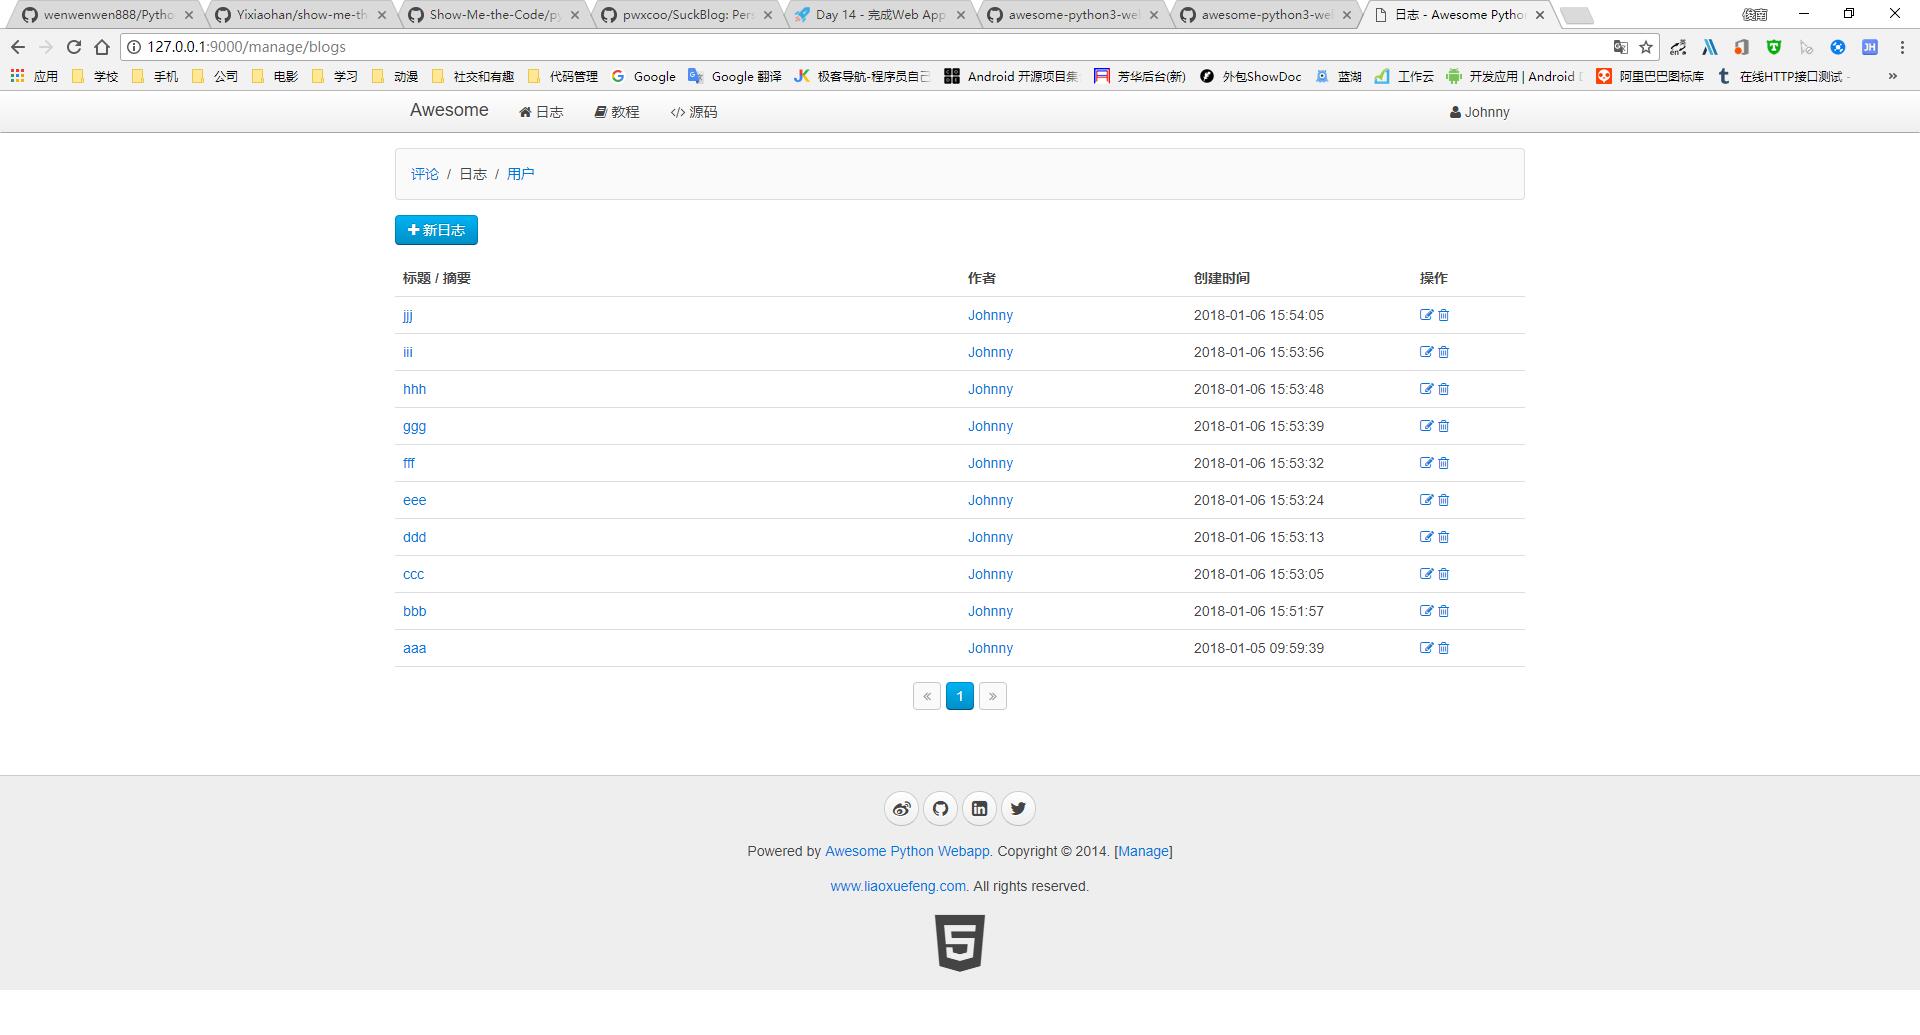 wenwenwen888/Pytho
Yixiaohan/show-me-th
Show-Me-the-Code/py
pwxcoo/SuckBlog: Pers
Day 14 - 完成Web App
awesome-python3-we
awesome-python3-we
日志 - Awesome Pytho
俊南
127.0.0.1:9000/manage/blogs
应用 学校 手机 公司 电影 学习 动漫 社交和有趣 代码管理 Google Google 翻译 极客导航-程序员自己 Android 开源项目集 芳华后台(新) 外包ShowDoc 蓝湖 工作云 开发应用 | Android 阿里巴巴图标库 在线HTTP接口测试 - »
Awesome 日志 教程 源码 Johnny
评论 / 日志 / 用户
新日志
标题 / 摘要 作者 创建时间 操作
jjj Johnny 2018-01-06 15:54:05
iii Johnny 2018-01-06 15:53:56
hhh Johnny 2018-01-06 15:53:48
ggg Johnny 2018-01-06 15:53:39
fff Johnny 2018-01-06 15:53:32
eee Johnny 2018-01-06 15:53:24
ddd Johnny 2018-01-06 15:53:13
ccc Johnny 2018-01-06 15:53:05
bbb Johnny 2018-01-06 15:51:57
aaa Johnny 2018-01-05 09:59:39
« 1 »
Powered by Awesome Python Webapp. Copyright © 2014. [Manage]
www.liaoxuefeng.com. All rights reserved.